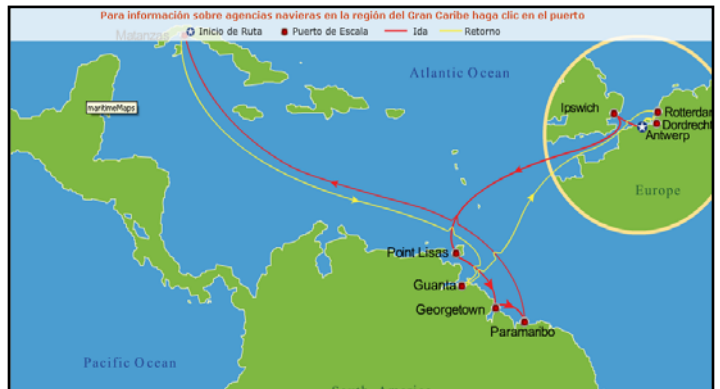 Para información sobre agencias navieras en la región del Gran Caribe haga clic en el puerto
Inicio de Ruta Puerto de Escala Ida Retorno
Matanzas
Atlantic Ocean
maritimeMaps
Ipswich
Rotterdam
Dordrecht
Antwerp
Europe
Point Lisas
Guanta
Georgetown
Paramaribo
Pacific Ocean
South America